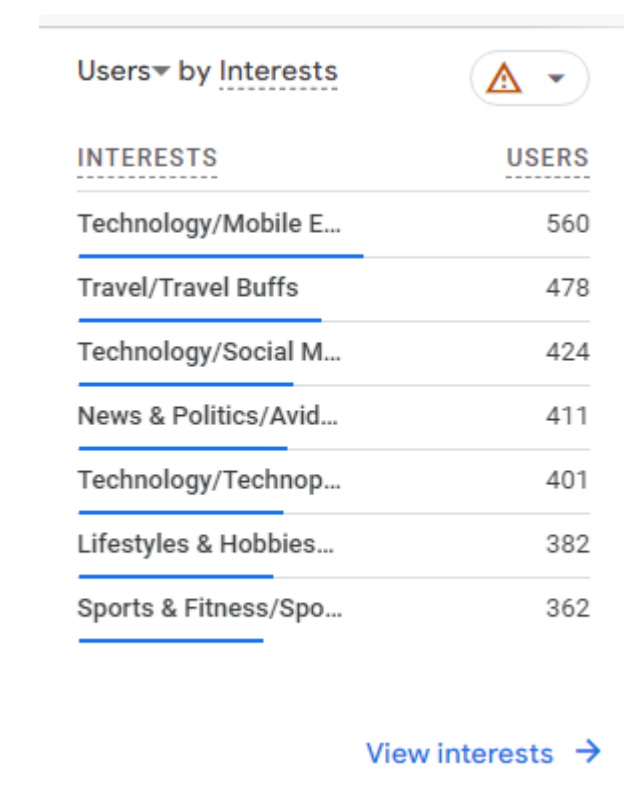 Users by Interests
INTERESTS USERS
Technology/Mobile E... 560
Travel/Travel Buffs 478
Technology/Social M... 424
News & Politics/Avid... 411
Technology/Technop... 401
Lifestyles & Hobbies... 382
Sports & Fitness/Spo... 362
View interests